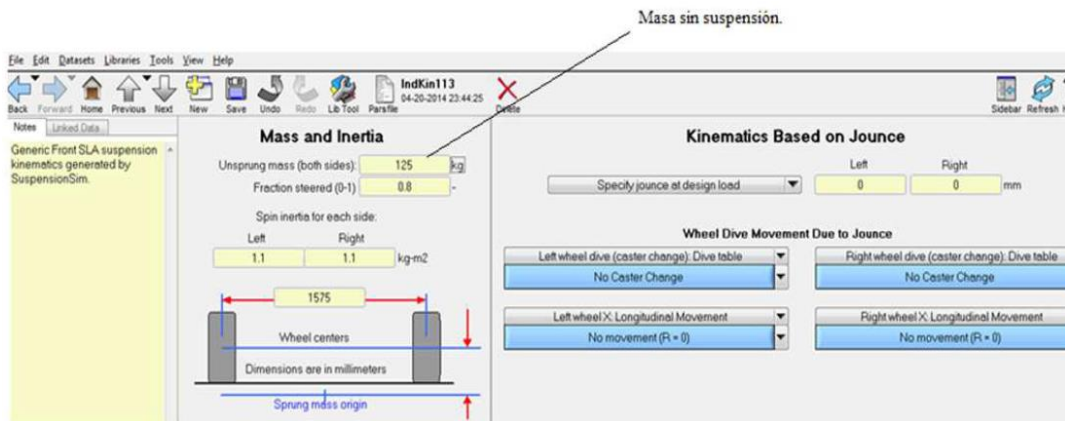 Masa sin suspensión.
File Edit Datasets Libraries Tools View Help
Back Forward Home Previous Next New Save Undo Redo Lib Tool Parsfile IndKin113 04-20-2014 23:44:25 Delete Sidebar Refresh
Notes Linked Data
Generic Front SLA suspension
kinematics generated by
SuspensionSim.
Mass and Inertia
Unsprung mass (both sides): 125 kg
Fraction steered (0-1) 0.8 -
Spin inertia for each side:
Left Right
1.1 1.1 kg-m2
1575
Wheel centers
Dimensions are in millimeters
Sprung mass origin
Kinematics Based on Jounce
Left Right
Specify jounce at design load 0 0 mm
Wheel Dive Movement Due to Jounce
Left wheel dive (caster change): Dive table Right wheel dive (caster change): Dive table
No Caster Change No Caster Change
Left wheel X: Longitudinal Movement Right wheel X: Longitudinal Movement
No movement (R = 0) No movement (R = 0)